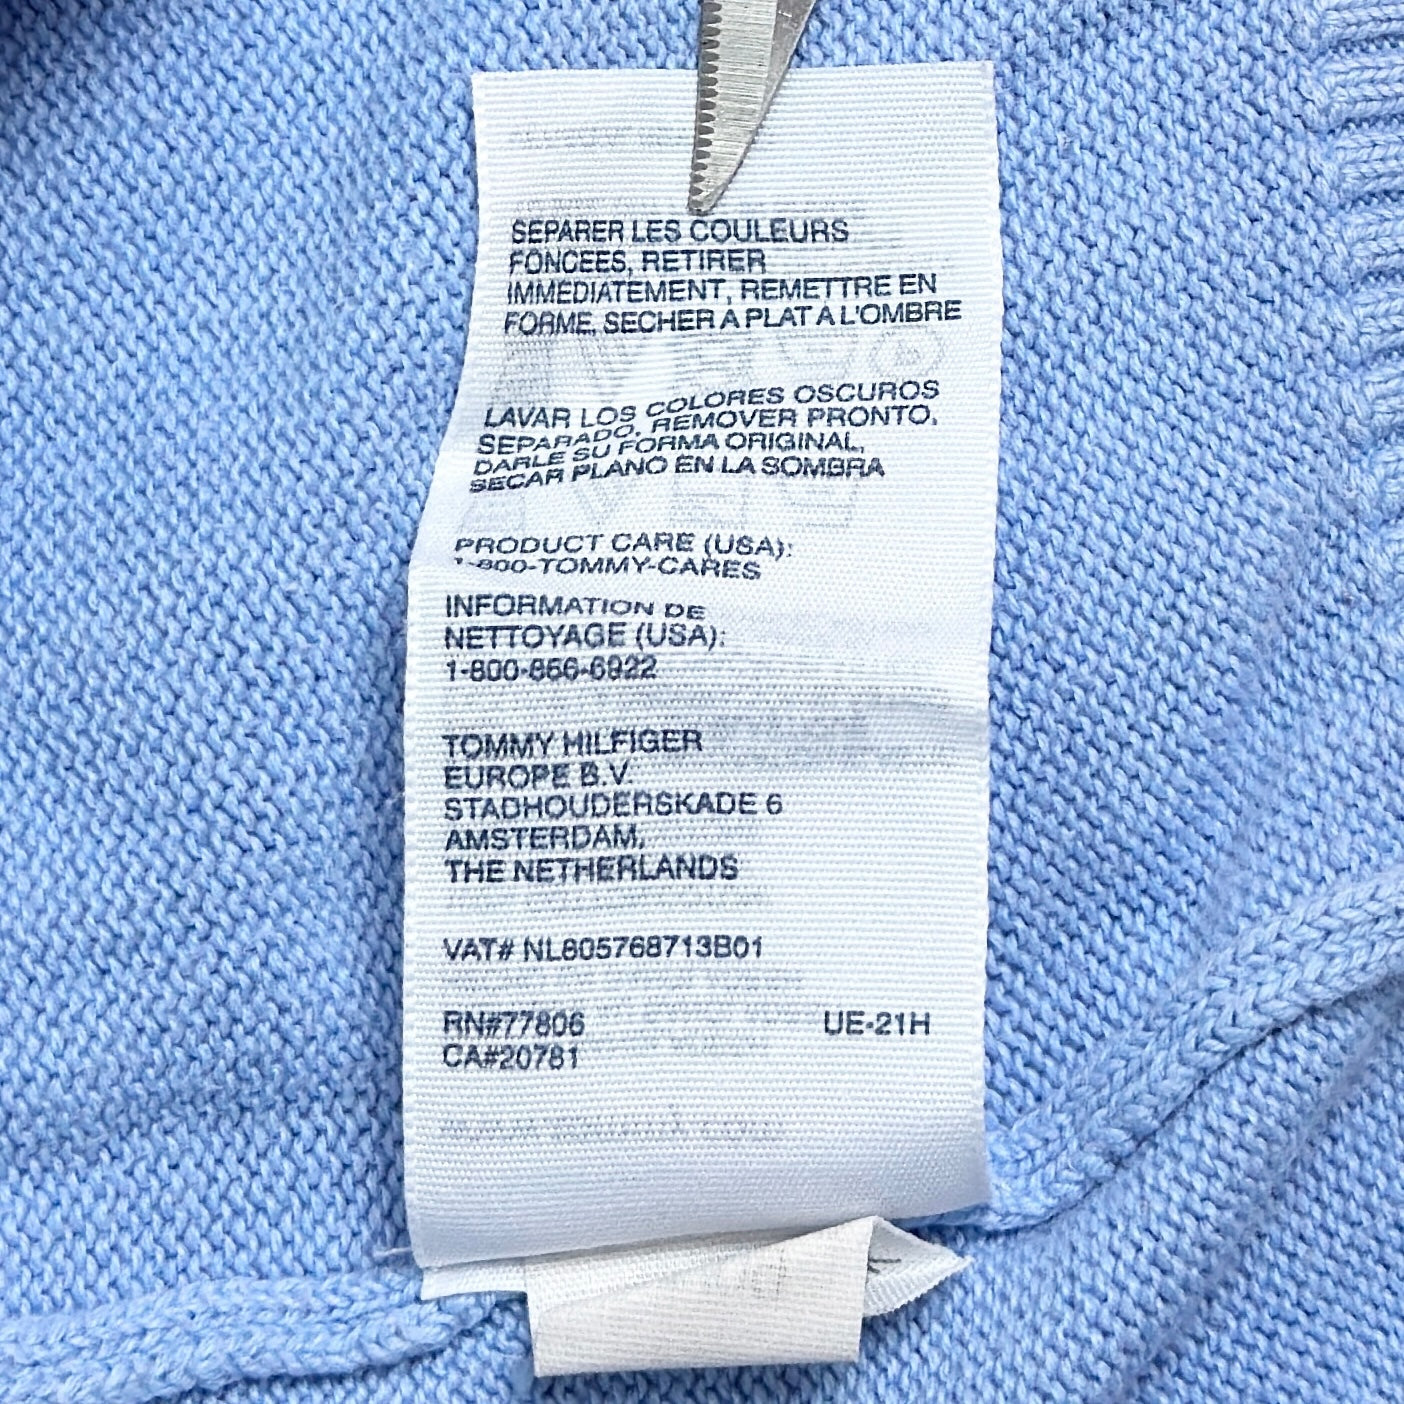 SEPARER LES COULEURS
FONCEES, RETIRER
IMMEDIATEMENT, REMETTRE EN
FORME, SECHER A PLAT A L'OMBRE
LAVAR LOS COLORES OSCUROS
SEPARADO, REMOVER PRONTO,
DARLE SU FORMA ORIGINAL,
SECAR PLANO EN LA SOMBRA
PRODUCT CARE (USA):
1-800-TOMMY-CARES
INFORMATION DE
NETTOYAGE (USA):
1-800-866-6922
TOMMY HILFIGER
EUROPE B.V.
STADHOUDERSKADE 6
AMSTERDAM,
THE NETHERLANDS
VAT# NL805768713B01
RN#77806 UE-21H
CA#20781